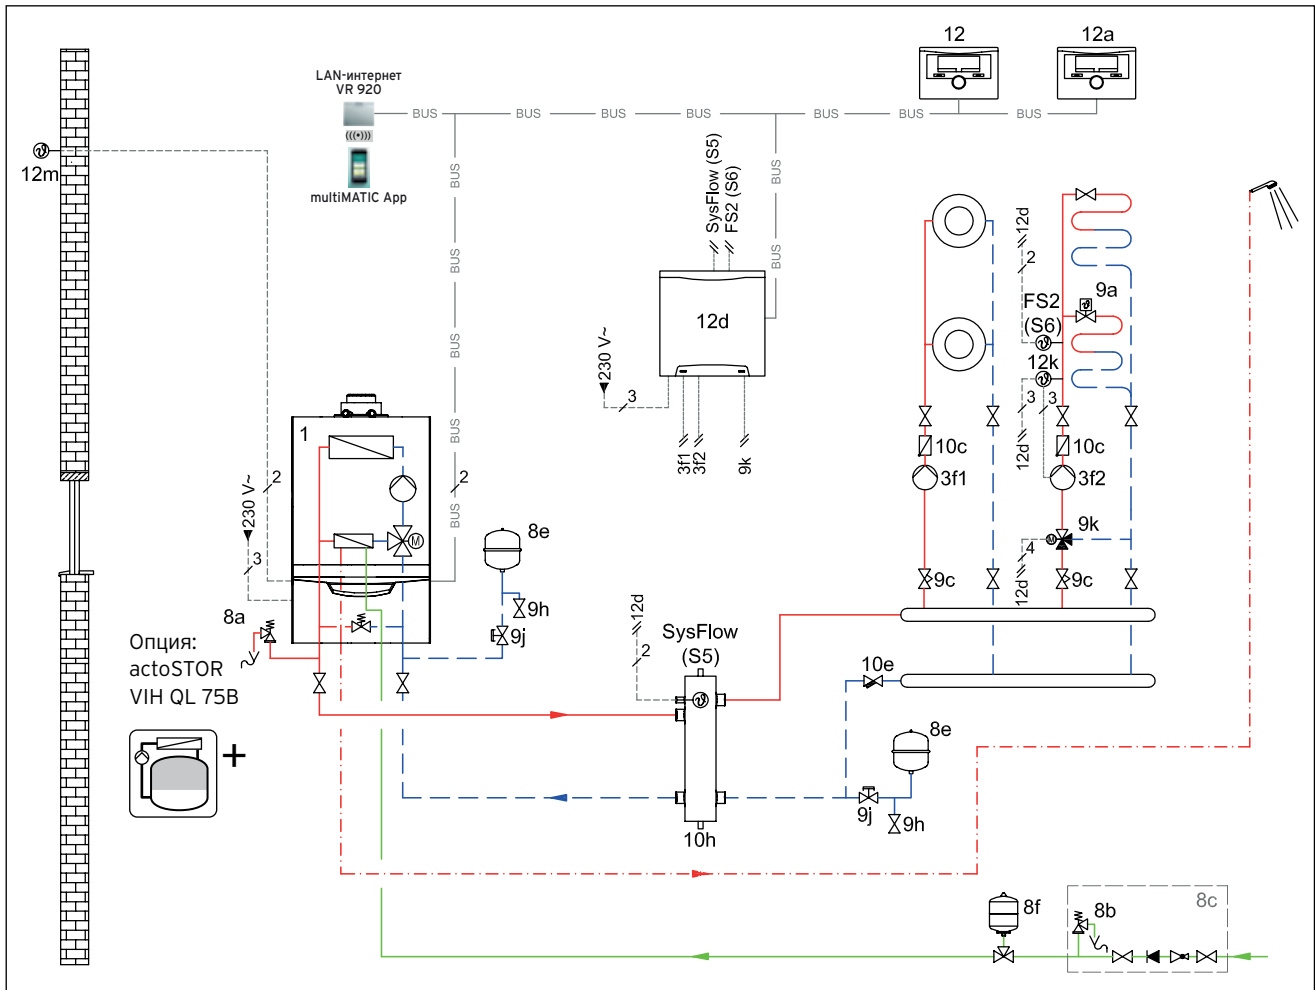 12
12a
LAN-интернет
VR 920
BUS
BUS
BUS
BUS
BUS
BUS
BUS
multiMATIC App
12m
BUS
BUS
BUS
BUS
BUS
BUS
SysFlow (S5)
FS2 (S6)
12d
2
9a
FS2
(S6)
12k
3
3
12d
12d
230 V~
3
3f1
3f2
9k
10c
10c
3f1
3f2
9k
M
4
12d
9c
9c
1
2
2
230 V~
3
M
8e
9h
9j
8a
Опция:
actoSTOR
VIH QL 75B
+
12d
2
SysFlow
(S5)
10e
8e
9j
9h
10h
8f
8b
8c